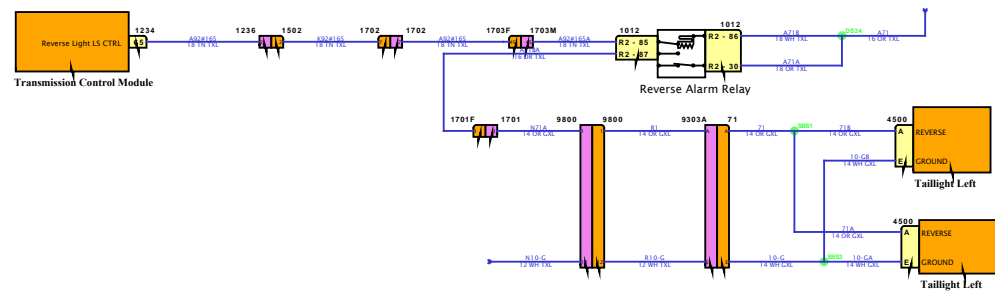 1234 1236 1502 1702 1702 1703F 1703M 1012 1012
Reverse Light LS CTRL
65
A92#165
18 TN TXL
K92#165
18 TN TXL
A92#165
18 TN TXL
A92#165A
18 TN TXL
R2 - 85
R2 - 87
R2 - 86
R2 - 30
A71B
18 WH TXL
DS24
A71
16 OR TXL
A71A
18 OR TXL
16 OR TXL
Transmission Control Module
Reverse Alarm Relay
1701F 1701 9800 9800 9303A 71 4500
N71A
14 OR GXL
R1
14 OR GXL
71
14 OR GXL
SBS1
71B
14 OR GXL
A
REVERSE
10-GB
14 WH GXL
E
GROUND
Taillight Left
4500
71A
14 OR GXL
A
REVERSE
N10-G
12 WH TXL
R10-G
12 WH TXL
10-G
14 WH GXL
10-GA
14 WH GXL
E
GROUND
Taillight Left